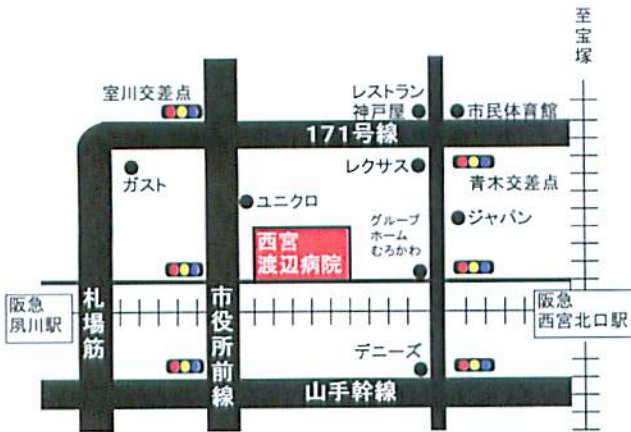 至宝塚
室川交差点
レストラン
神戸屋
市民体育館
171号線
ガスト
レクサス
青木交差点
ユニクロ
ジャパン
西宮
渡辺病院
グループ
ホーム
むろかわ
阪急
夙川駅
札場筋
市役所前線
阪急
西宮北口駅
デニーズ
山手幹線